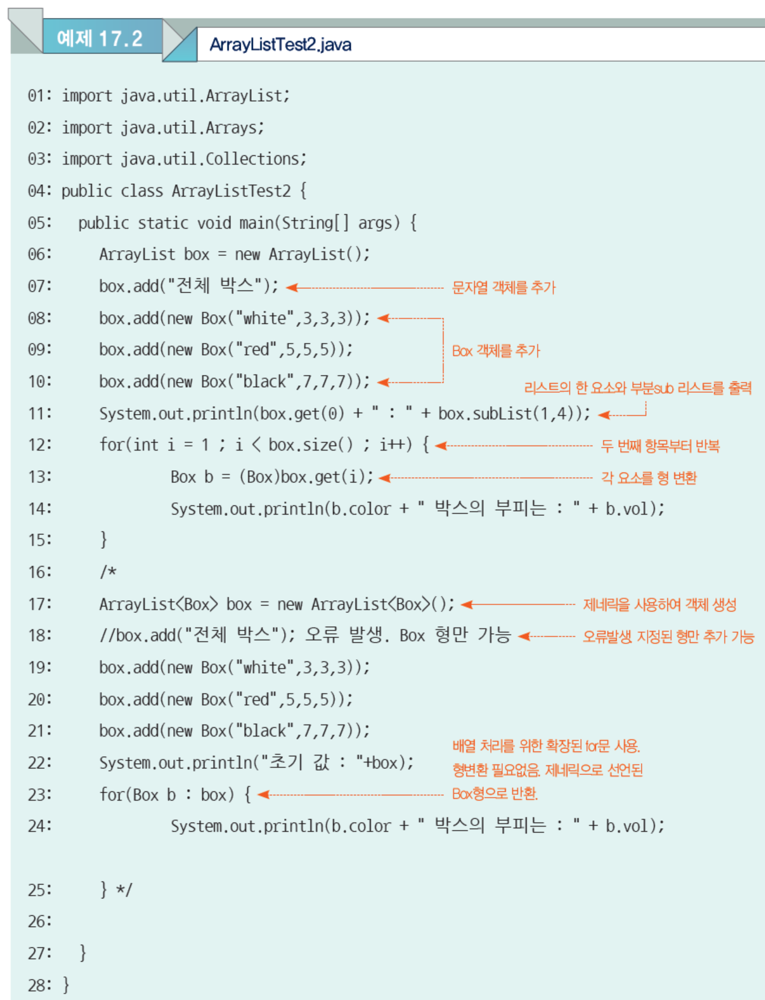 예제 17.2
ArrayListTest2.java
01: import java.util.ArrayList;
02: import java.util.Arrays;
03: import java.util.Collections;
04: public class ArrayListTest2 {
05: public static void main(String[] args) {
06: ArrayList box = new ArrayList();
07: box.add("전체 박스"); 문자열 객체를 추가
08: box.add(new Box("white",3,3,3));
09: box.add(new Box("red",5,5,5)); Box 객체를 추가
10: box.add(new Box("black",7,7,7));
리스트의 한 요소와 부분sub 리스트를 출력
11: System.out.println(box.get(0) + " : " + box.subList(1,4));
12: for(int i = 1 ; i < box.size() ; i++) { 두 번째 항목부터 반복
13: Box b = (Box)box.get(i); 각 요소를 형 변환
14: System.out.println(b.color + " 박스의 부피는 : " + b.vol);
15: }
16: /*
17: ArrayList<Box> box = new ArrayList<Box>(); 제네릭을 사용하여 객체 생성
18: //box.add("전체 박스"); 오류 발생. Box 형만 가능 오류발생. 지정된 형만 추가 가능
19: box.add(new Box("white",3,3,3));
20: box.add(new Box("red",5,5,5));
21: box.add(new Box("black",7,7,7));
배열 처리를 위한 확장된 for문 사용.
22: System.out.println("초기 값 : "+box);
형변환 필요없음. 제네릭으로 선언된
23: for(Box b : box) { Box형으로 반환.
24: System.out.println(b.color + " 박스의 부피는 : " + b.vol);
25: } */
26:
27: }
28: }